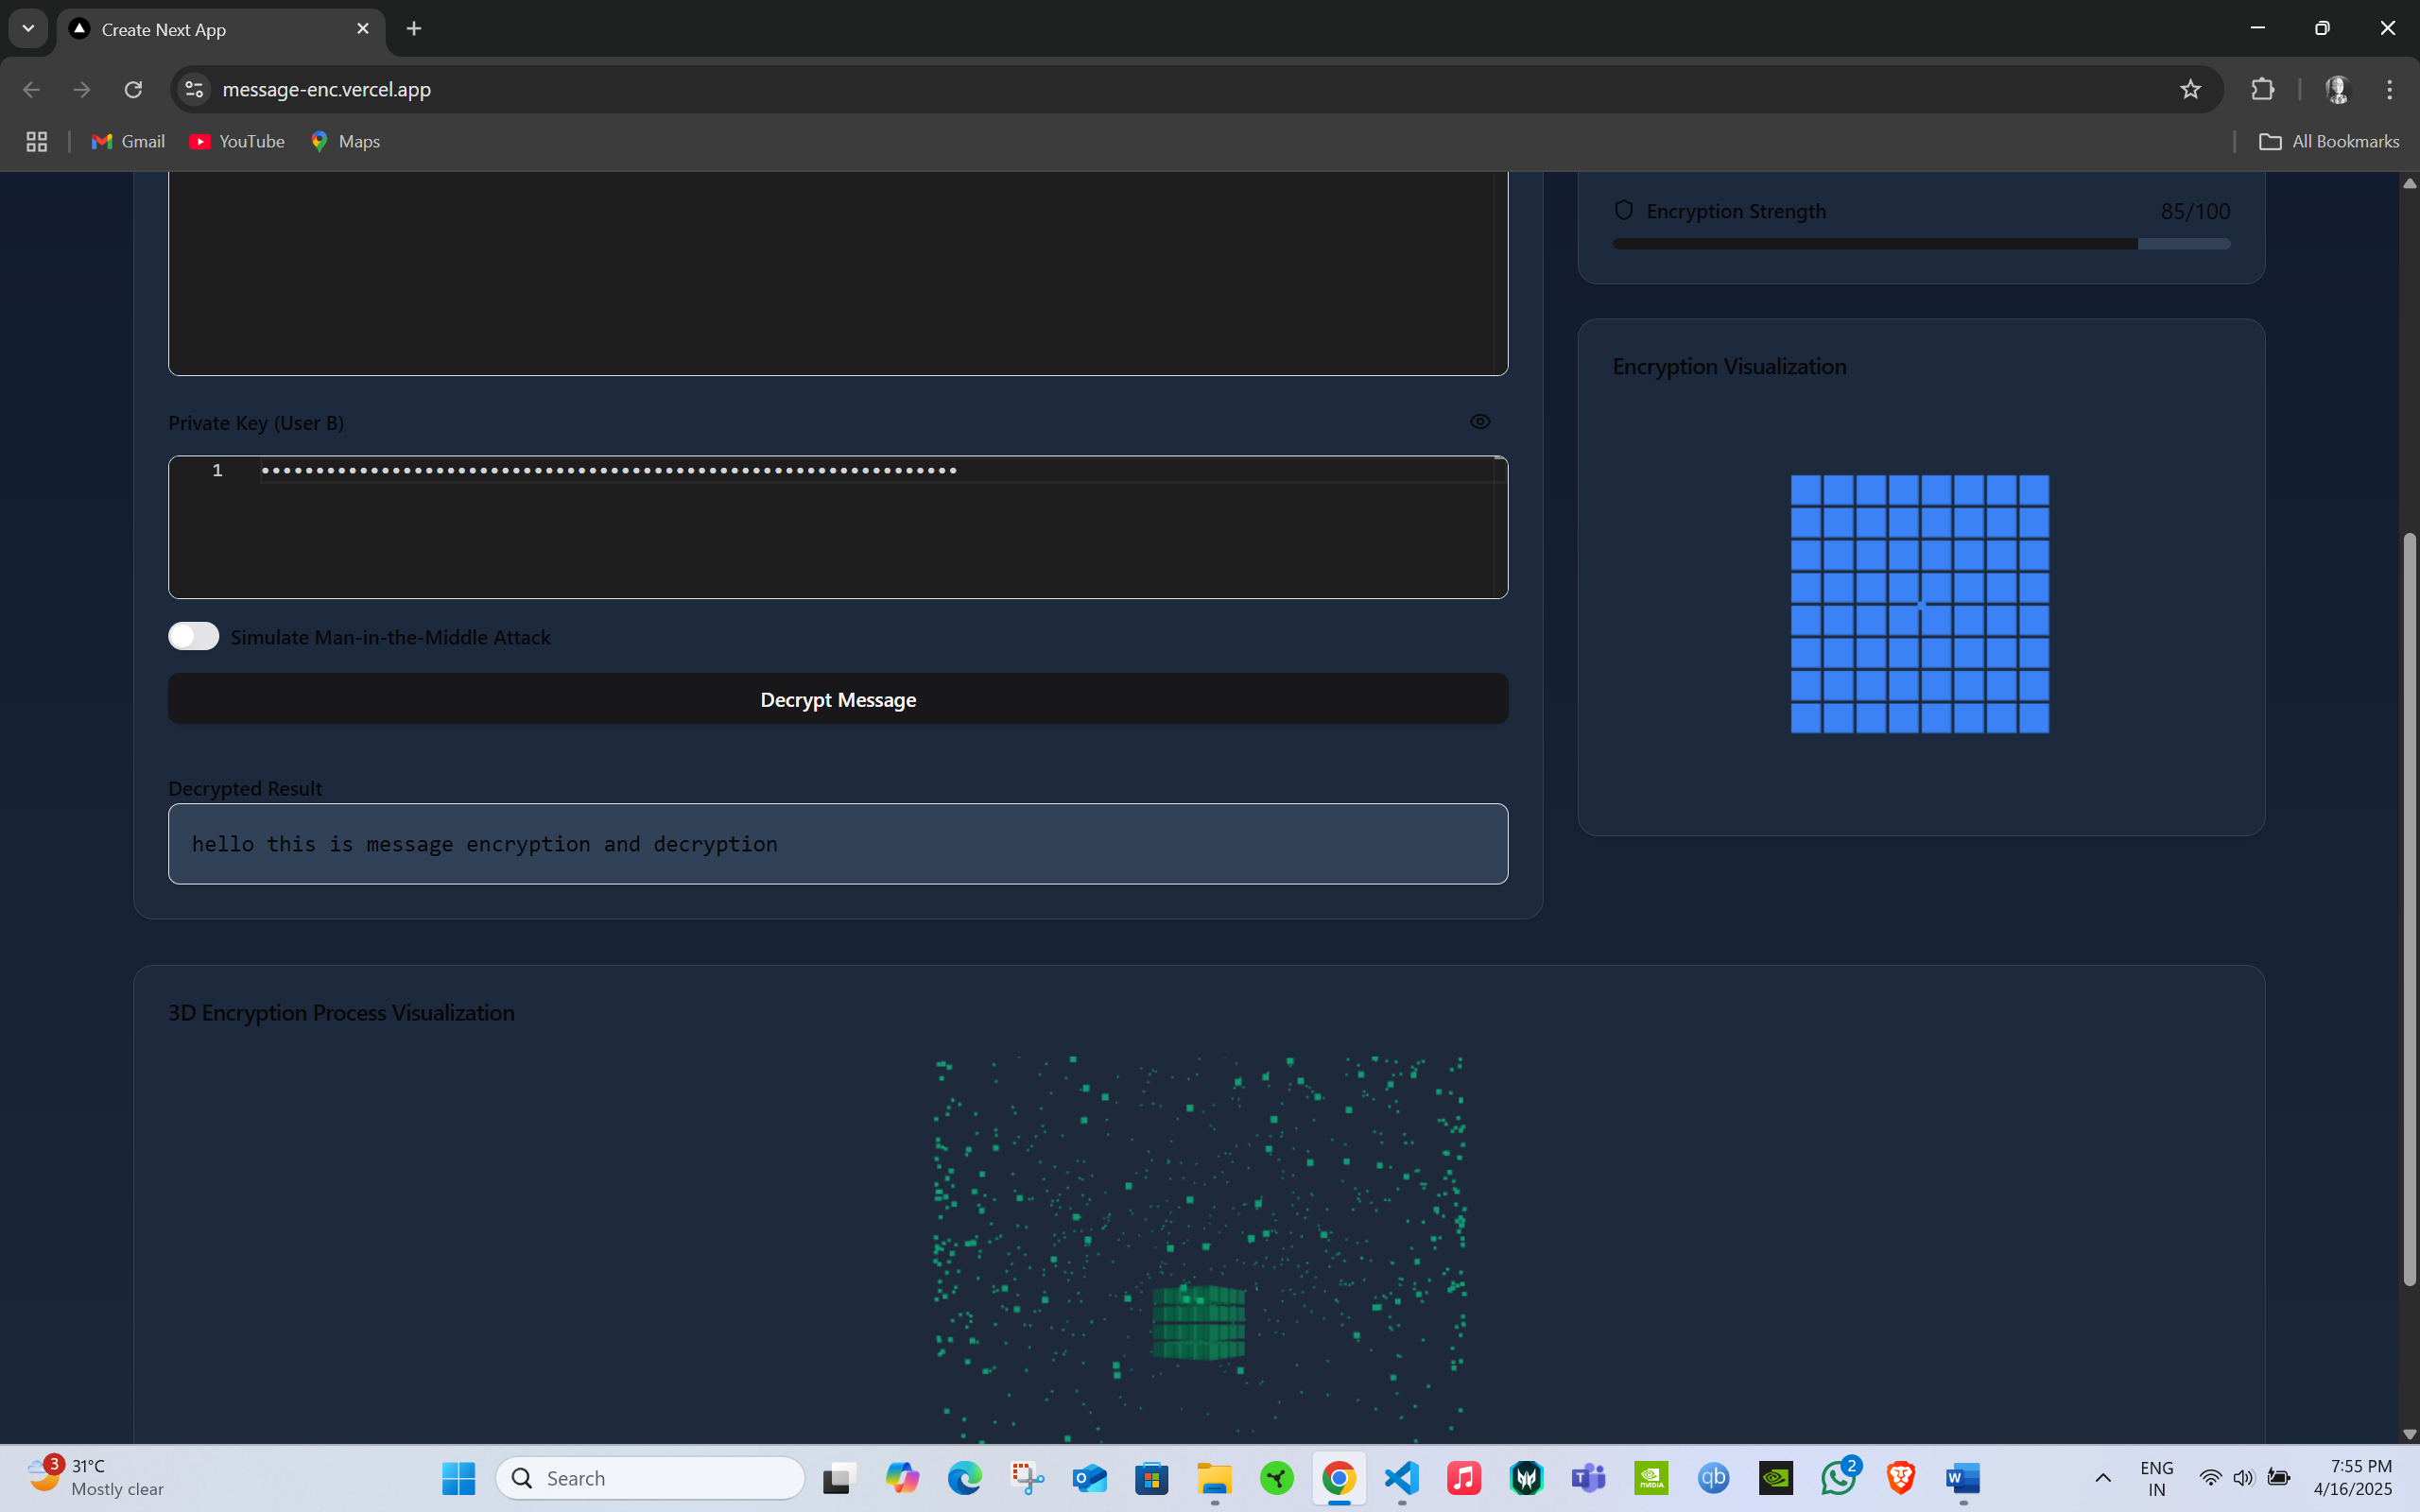 Create Next App
message-enc.vercel.app
Gmail
YouTube
Maps
All Bookmarks
Encryption Strength
85/100
Private Key (User B)
1
••••••••••••••••••••••••••••••••••••••••••••••••••••••••••••••••
Simulate Man-in-the-Middle Attack
Decrypt Message
Decrypted Result
hello this is message encryption and decryption
Encryption Visualization
3D Encryption Process Visualization
3
31°C
Mostly clear
Search
T
NVIDIA
qb
2
W
ENG
IN
7:55 PM
4/16/2025